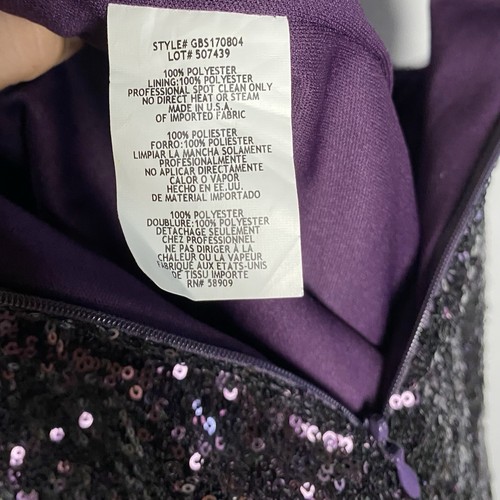 STYLE# GBS170804
LOT# 507439
100% POLYESTER
LINING:100% POLYESTER
PROFESSIONAL SPOT CLEAN ONLY
NO DIRECT HEAT OR STEAM
MADE IN U.S.A.
OF IMPORTED FABRIC
100% POLIESTER
FORRO:100% POLIESTER
LIMPIAR LA MANCHA SOLAMENTE
PROFESIONALMENTE
NO APLICAR DIRECTAMENTE
CALOR O VAPOR
HECHO EN EE.UU.
DE MATERIAL IMPORTADO
100% POLYESTER
DOUBLURE:100% POLYESTER
DETACHAGE SEULEMENT
CHEZ PROFESSIONNEL
NE PAS DIRIGER À LA
CHALEUR OU LA VAPEUR
FABRIQUÉ AUX ETATS-UNIS
DE TISSU IMPORTE
RN# 58909